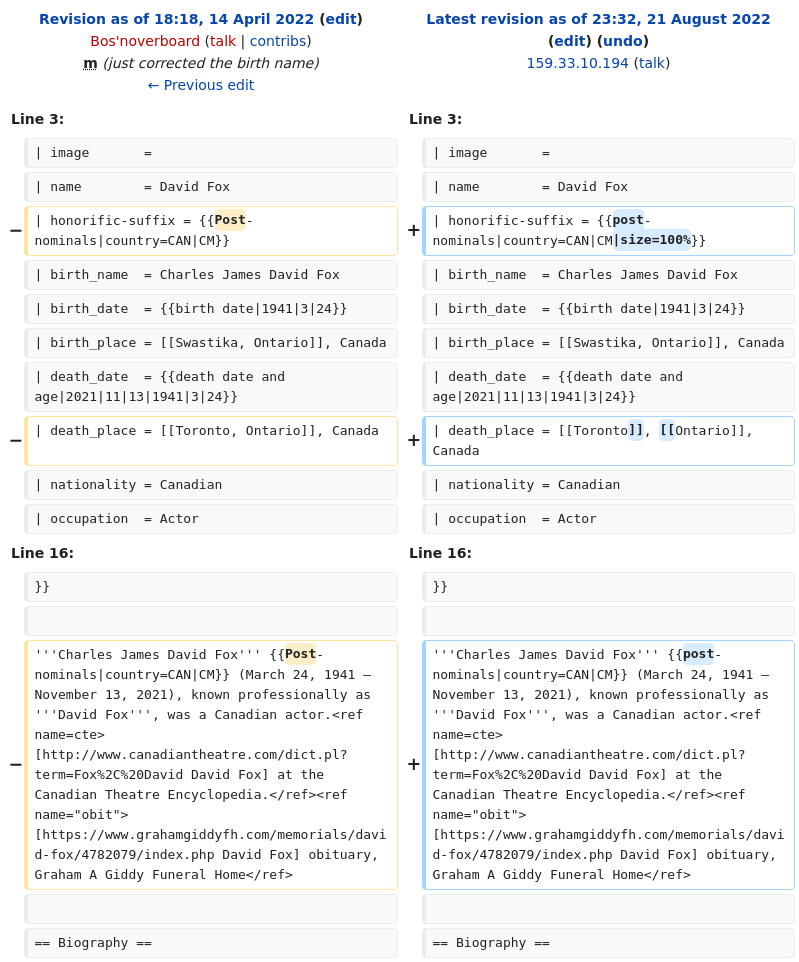 Revision as of 18:18, 14 April 2022 (edit)
Bos'noverboard (talk | contribs)
m (just corrected the birth name)
← Previous edit
Latest revision as of 23:32, 21 August 2022
(edit) (undo)
159.33.10.194 (talk)
Line 3:
| image       =
| name        = David Fox
− | honorific-suffix = {{Post-
nominals|country=CAN|CM}}
| birth_name  = Charles James David Fox
| birth_date  = {{birth date|1941|3|24}}
| birth_place = [[Swastika, Ontario]], Canada
| death_date  = {{death date and
age|2021|11|13|1941|3|24}}
− | death_place = [[Toronto, Ontario]], Canada
| nationality = Canadian
| occupation  = Actor
Line 3:
| image       =
| name        = David Fox
+ | honorific-suffix = {{post-
nominals|country=CAN|CM|size=100%}}
| birth_name  = Charles James David Fox
| birth_date  = {{birth date|1941|3|24}}
| birth_place = [[Swastika, Ontario]], Canada
| death_date  = {{death date and
age|2021|11|13|1941|3|24}}
+ | death_place = [[Toronto]], [[Ontario]],
Canada
| nationality = Canadian
| occupation  = Actor
Line 16:
}}
− '''Charles James David Fox''' {{Post-
nominals|country=CAN|CM}} (March 24, 1941 –
November 13, 2021), known professionally as
'''David Fox''', was a Canadian actor.<ref
name=cte>
[http://www.canadiantheatre.com/dict.pl?
term=Fox%2C%20David David Fox] at the
Canadian Theatre Encyclopedia.</ref><ref
name="obit">
[https://www.grahamgiddyfh.com/memorials/davi
d-fox/4782079/index.php David Fox] obituary,
Graham A Giddy Funeral Home</ref>
== Biography ==
Line 16:
}}
+ '''Charles James David Fox''' {{post-
nominals|country=CAN|CM}} (March 24, 1941 –
November 13, 2021), known professionally as
'''David Fox''', was a Canadian actor.<ref
name=cte>
[http://www.canadiantheatre.com/dict.pl?
term=Fox%2C%20David David Fox] at the
Canadian Theatre Encyclopedia.</ref><ref
name="obit">
[https://www.grahamgiddyfh.com/memorials/davi
d-fox/4782079/index.php David Fox] obituary,
Graham A Giddy Funeral Home</ref>
== Biography ==